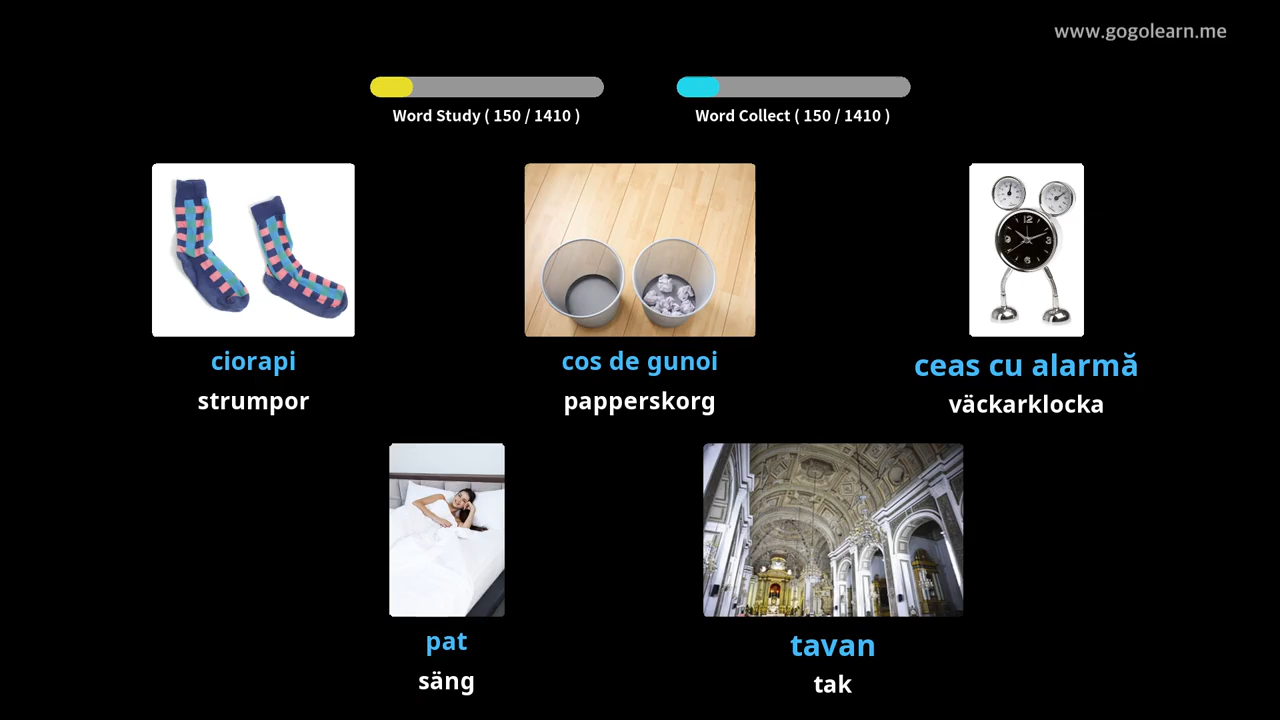 www.gogolearn.me
Word Study ( 150 / 1410 )
Word Collect ( 150 / 1410 )
ciorapi
strumpor
cos de gunoi
papperskorg
ceas cu alarmă
väckarklocka
pat
säng
tavan
tak